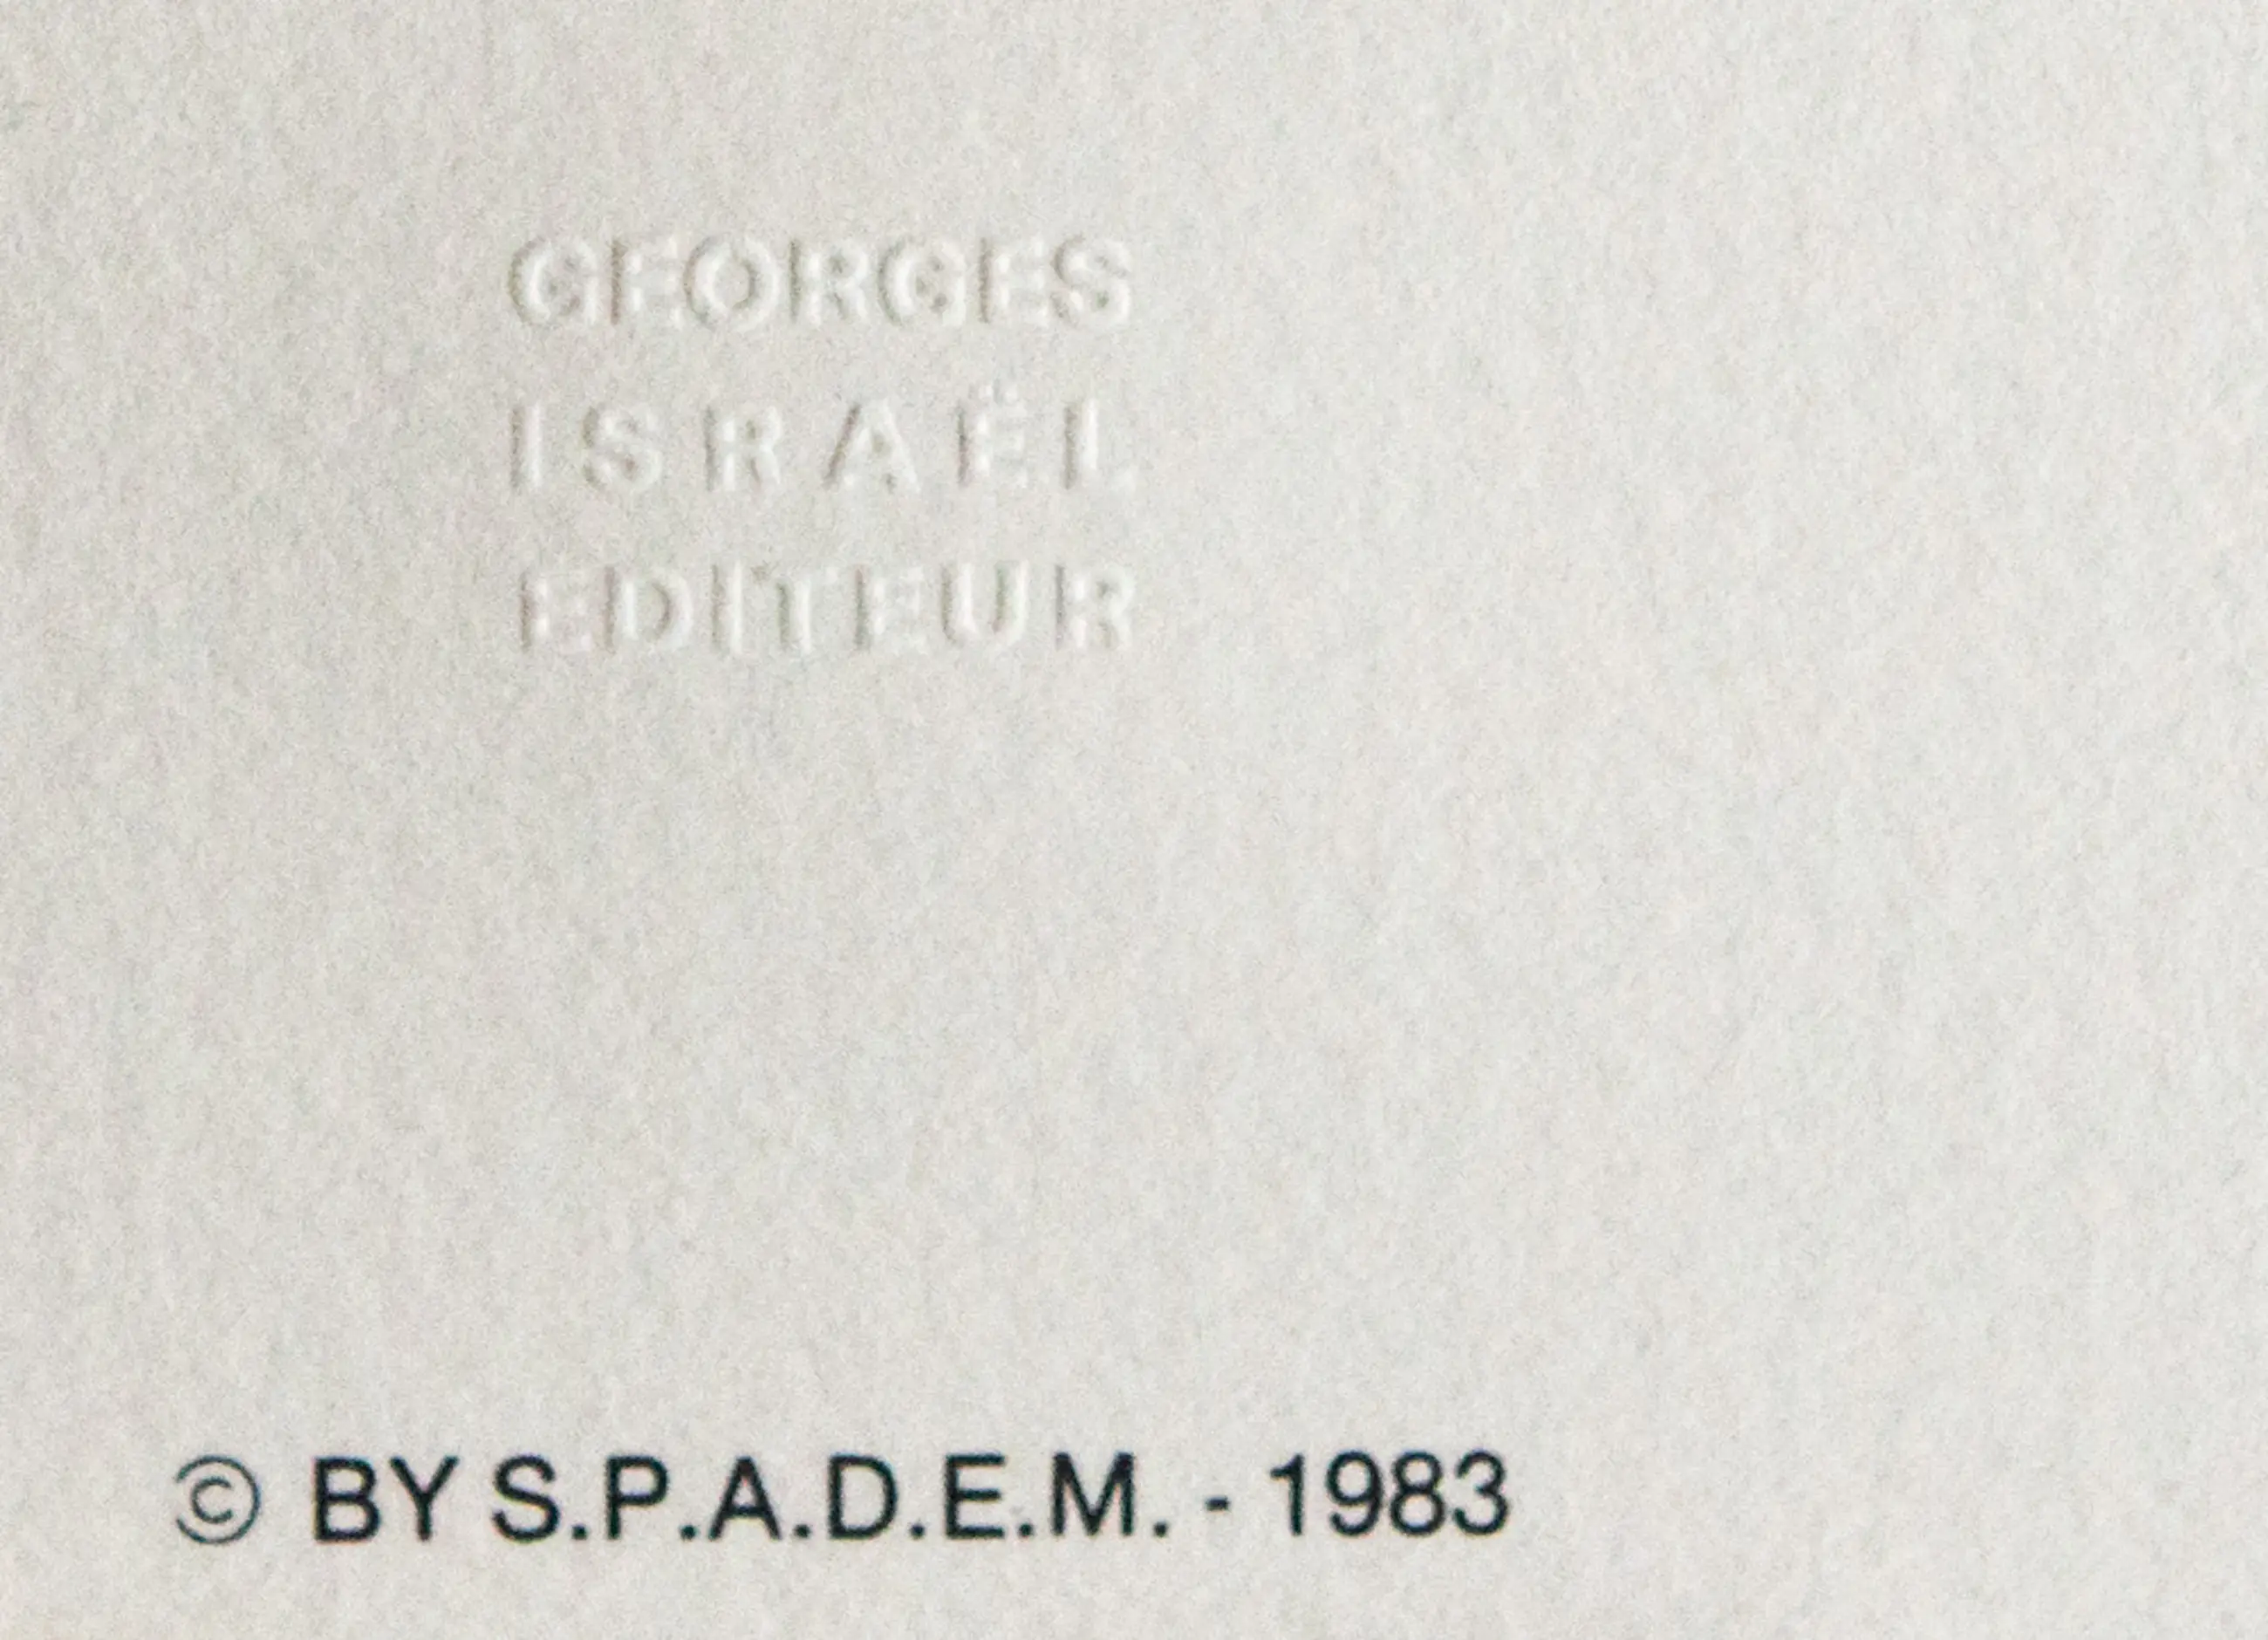 GEORGES
ISRAËL
EDITEUR
© BY S.P.A.D.E.M. - 1983